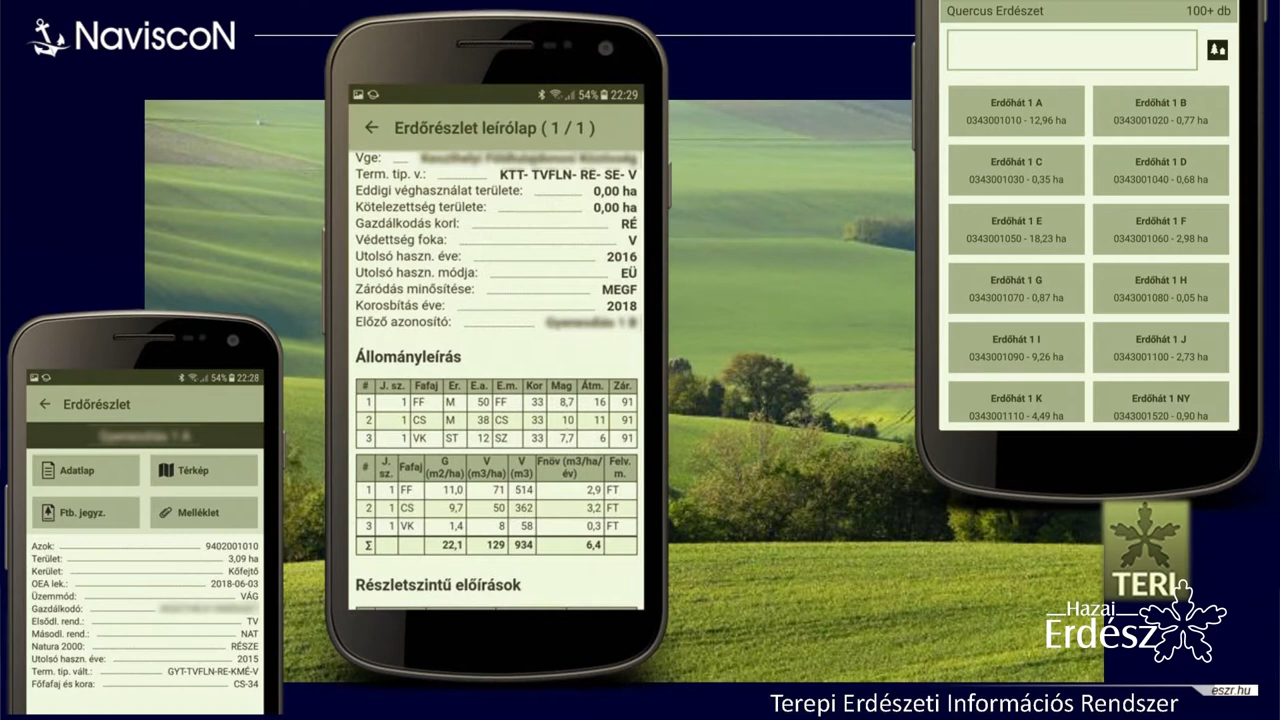 NaviscoN
54% 22:29
Erdőrészlet leírólap ( 1 / 1 )
Vge:
Term. tip. v.: KTT- TVFLN- RE- SE- V
Eddigi véghasználat területe: 0,00 ha
Kötelezettség területe: 0,00 ha
Gazdálkodás korl: RÉ
Védettség foka: V
Utolsó haszn. éve: 2016
Utolsó haszn. módja: EÜ
Záródás minősítése: MEGF
Korosbítás éve: 2018
Előző azonosító:
Állományleírás
# J. sz. Fafaj Er. E.a. E.m. Kor Mag Átm. Zár.
1 1 FF M 50 FF 33 8,7 16 91
2 1 CS M 38 CS 33 10 11 91
3 1 VK ST 12 SZ 33 7,7 6 91
# J. sz. Fafaj G (m2/ha) V (m3/ha) V (m3) Fnöv (m3/ha/év) Felv. m.
1 1 FF 11,0 71 514 2,9 FT
2 1 CS 9,7 50 362 3,2 FT
3 1 VK 1,4 8 58 0,3 FT
Σ 22,1 129 934 6,4
Részletszintű előírások
Quercus Erdészet 100+ db
Erdőhát 1 A
0343001010 - 12,96 ha
Erdőhát 1 B
0343001020 - 0,77 ha
Erdőhát 1 C
0343001030 - 0,35 ha
Erdőhát 1 D
0343001040 - 0,68 ha
Erdőhát 1 E
0343001050 - 18,23 ha
Erdőhát 1 F
0343001060 - 2,98 ha
Erdőhát 1 G
0343001070 - 0,87 ha
Erdőhát 1 H
0343001080 - 0,05 ha
Erdőhát 1 I
0343001090 - 9,26 ha
Erdőhát 1 J
0343001100 - 2,73 ha
Erdőhát 1 K
0343001110 - 4,49 ha
Erdőhát 1 NY
0343001520 - 0,90 ha
54% 22:28
Erdőrészlet
Adatlap
Térkép
Ftb. jegyz.
Melléklet
Azok: 9402001010
Terület: 3,09 ha
Kerület: Kőfejtő
OEA lek.: 2018-06-03
Üzemmód: VÁG
Gazdálkodó:
Elsődl. rend.: TV
Másodl. rend.: NAT
Natura 2000: RÉSZE
Utolsó haszn. éve: 2015
Term. tip. vált.: GYT-TVFLN-RE-KMÉ-V
Főfafaj és kora: CS-34
TERI
Hazai
Erdész
eszr.hu
Terepi Erdészeti Információs Rendszer